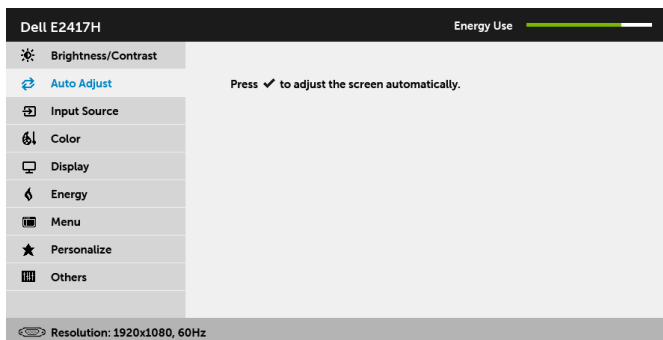 Dell E2417H
Energy Use
Brightness/Contrast
Auto Adjust
Press ✓ to adjust the screen automatically.
Input Source
Color
Display
Energy
Menu
Personalize
Others
Resolution: 1920x1080, 60Hz